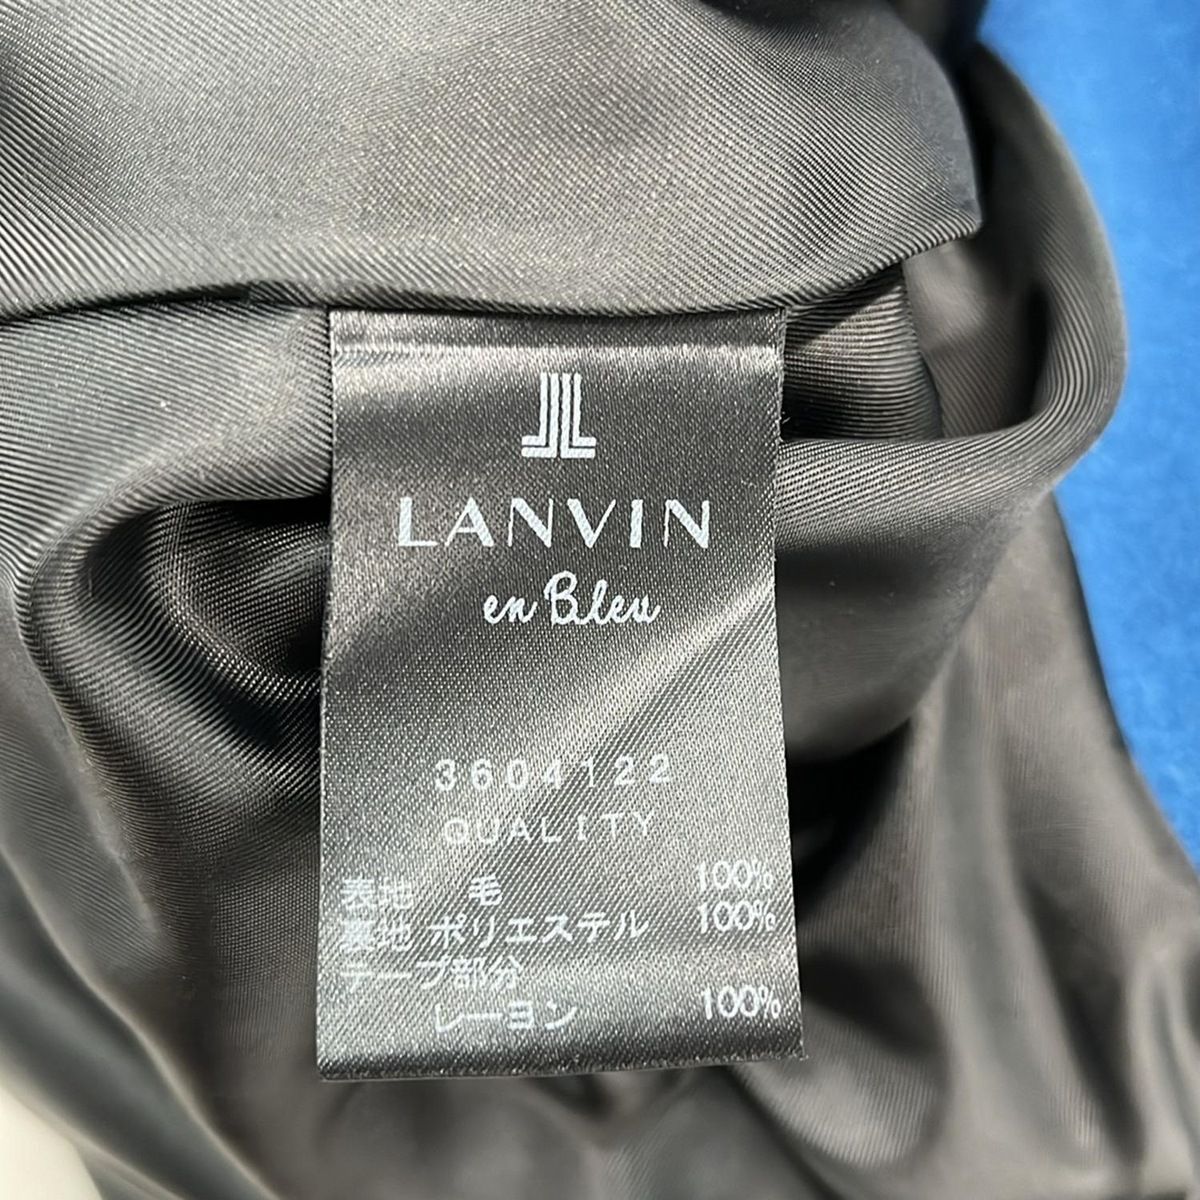 LANVIN
en Bleu
3604122
QUALITY
表地 毛 100%
裏地 ポリエステル 100%
テープ部分
レーヨン 100%